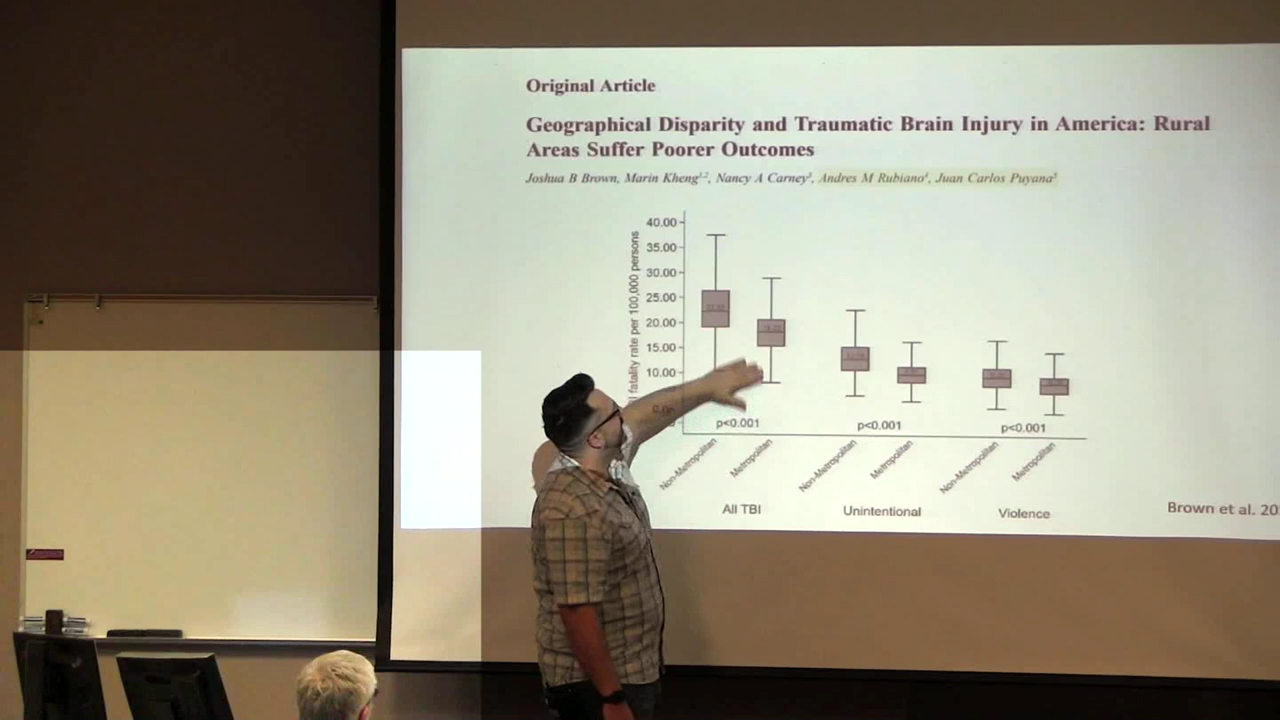 Original Article
Geographical Disparity and Traumatic Brain Injury in America: Rural
Areas Suffer Poorer Outcomes
Joshua B Brown, Marin Kheng¹,², Nancy A Carney³, Andres M Rubiano⁴, Juan Carlos Puyana⁵
fatality rate per 100,000 persons
40.00
35.00
30.00
25.00
20.00
15.00
10.00
0.00
p<0.001 p<0.001 p<0.001
Non-Metropolitan Metropolitan Non-Metropolitan Metropolitan Non-Metropolitan Metropolitan
All TBI Unintentional Violence
Brown et al. 20